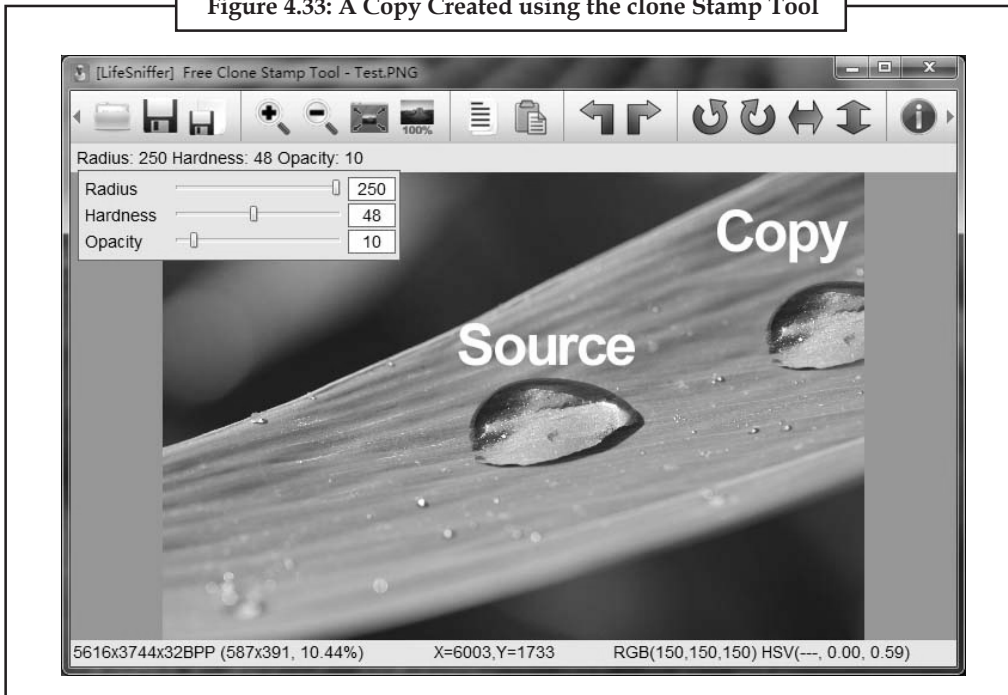 Figure 4.33: A Copy Created using the clone Stamp Tool
[LifeSniffer] Free Clone Stamp Tool - Test.PNG
100%
Radius: 250 Hardness: 48 Opacity: 10
Radius 250
Hardness 48
Opacity 10
Copy
Source
5616x3744x32BPP (587x391, 10.44%) X=6003,Y=1733 RGB(150,150,150) HSV(---, 0.00, 0.59)